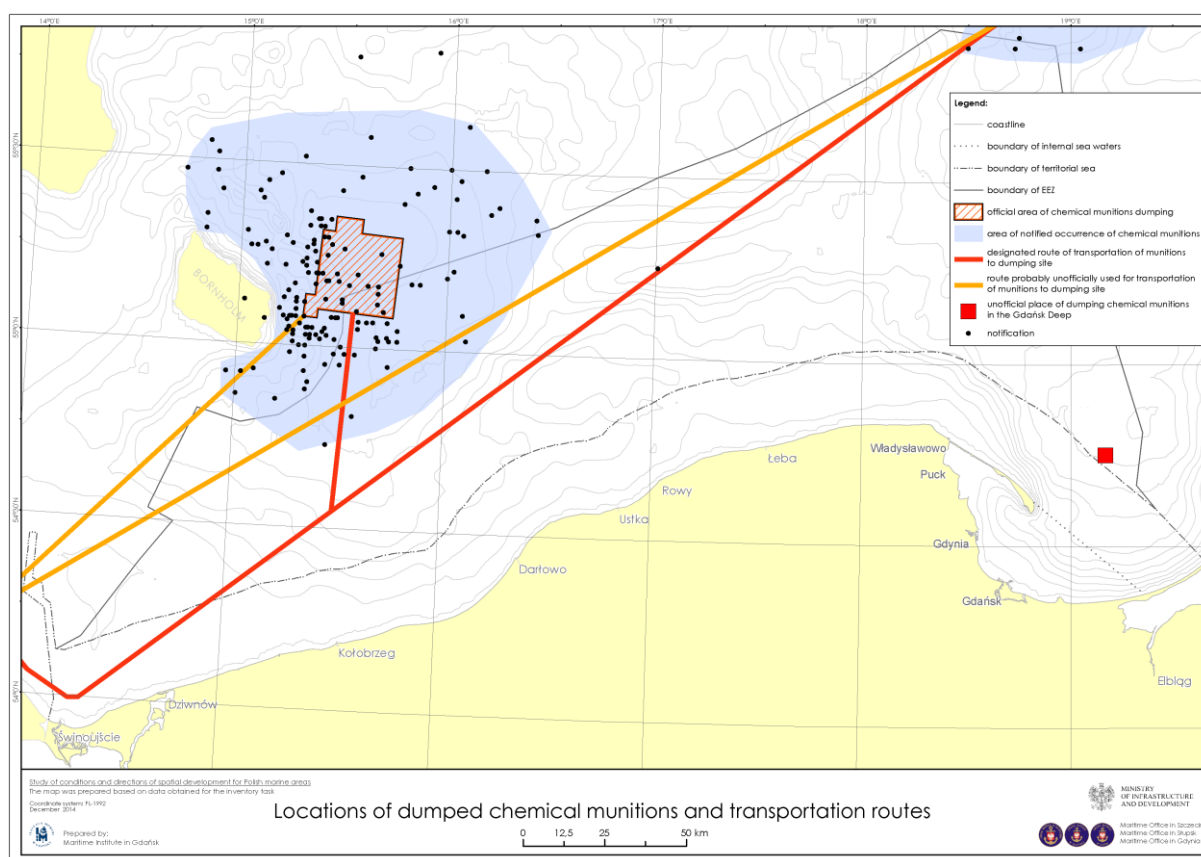 14°0'E
15°0'E
16°0'E
17°0'E
18°0'E
19°0'E
55°30'N
55°0'N
54°30'N
54°0'N
BORNHOLM
Legend:
coastline
boundary of internal sea waters
boundary of territorial sea
boundary of EEZ
official area of chemical munitions dumping
area of notified occurrence of chemical munitions
designated route of transportation of munitions
to dumping site
route probably unofficially used for transportation
of munitions to dumping site
unofficial place of dumping chemical munitions
in the Gdańsk Deep
notification
Władysławowo
Łeba
Puck
Rowy
Ustka
Gdynia
Darłowo
Gdańsk
Kołobrzeg
Elbląg
Dziwnów
Świnoujście
Study of conditions and directions of spatial development for Polish marine areas
The map was prepared based on data obtained for the inventory task
Coordinate systems: PL-1992
December 2014
Prepared by:
Maritime Institute in Gdańsk
Locations of dumped chemical munitions and transportation routes
0 12,5 25 50 km
MINISTRY
OF INFRASTRUCTURE
AND DEVELOPMENT
Maritime Office in Szczeci
Maritime Office in Słupsk
Maritime Office in Gdynia